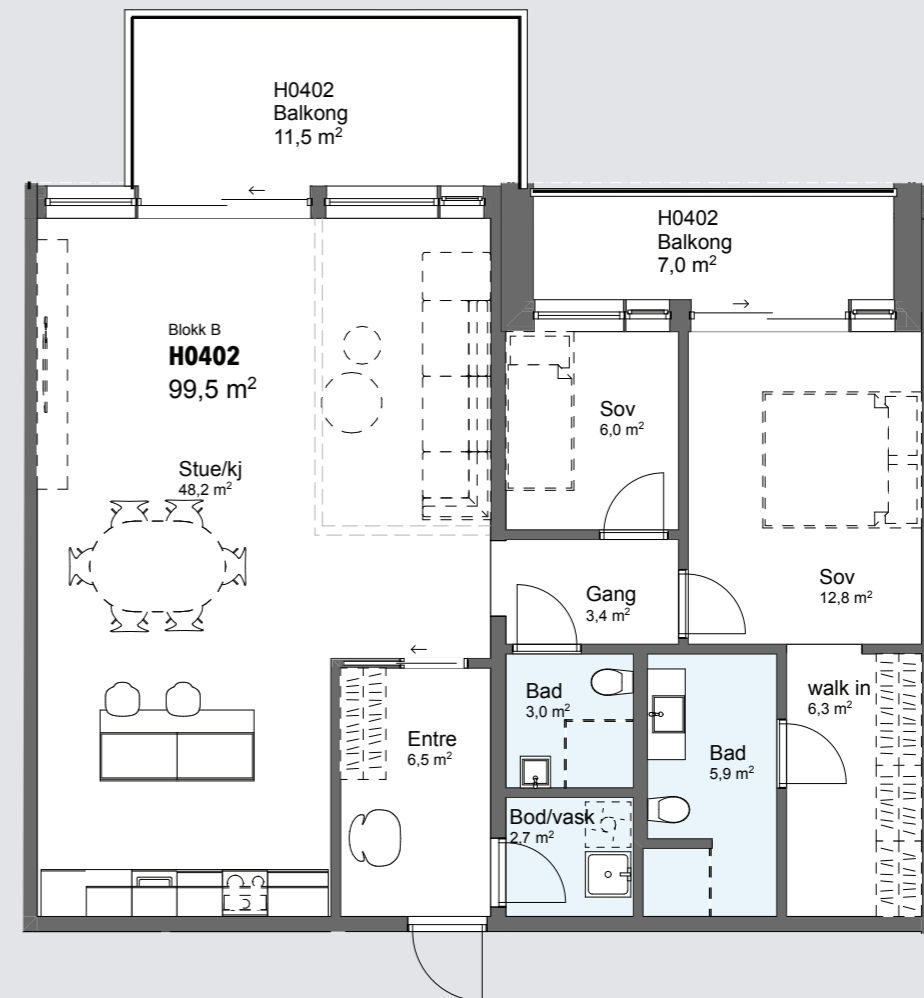 H0402
Balkong
11,5 m²
H0402
Balkong
7,0 m²
Blokk B
H0402
99,5 m²
Stue/kj
48,2 m²
Sov
6,0 m²
Sov
12,8 m²
Gang
3,4 m²
Bad
3,0 m²
walk in
6,3 m²
Entre
6,5 m²
Bad
5,9 m²
Bod/vask
2,7 m²